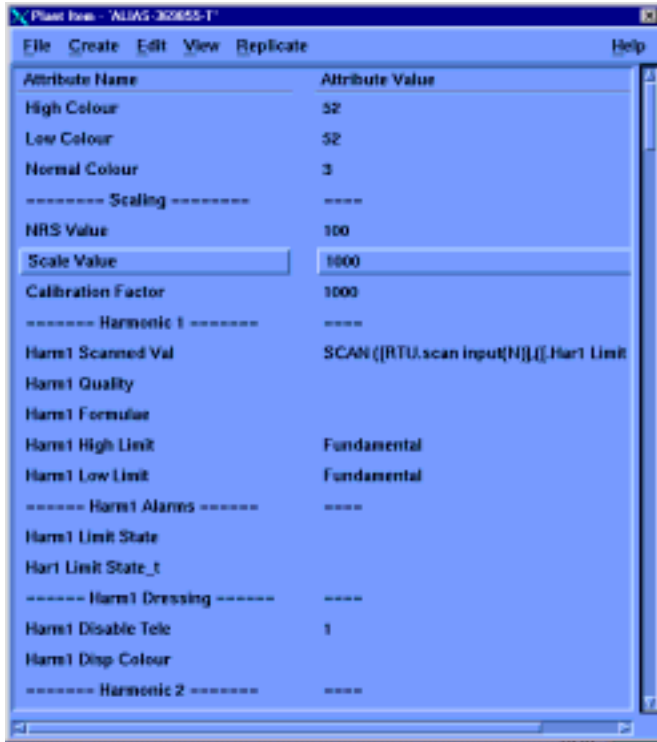 Plant Item - 'ALIAS-369855-T'
File Create Edit View Replicate Help
Attribute Name Attribute Value
High Colour 52
Low Colour 52
Normal Colour 3
-------- Scaling -------- ----
NRS Value 100
Scale Value 1000
Calibration Factor 1000
------- Harmonic 1 ------- ----
Harm1 Scanned Val SCAN ([RTU.scan input(N)],([.Har1 Limit
Harm1 Quality
Harm1 Formulae
Harm1 High Limit Fundamental
Harm1 Low Limit Fundamental
------ Harm1 Alarms ------ ----
Harm1 Limit State
Har1 Limit State_t
------ Harm1 Dressing ------ ----
Harm1 Disable Tele 1
Harm1 Disp Colour
------- Harmonic 2 ------- ----